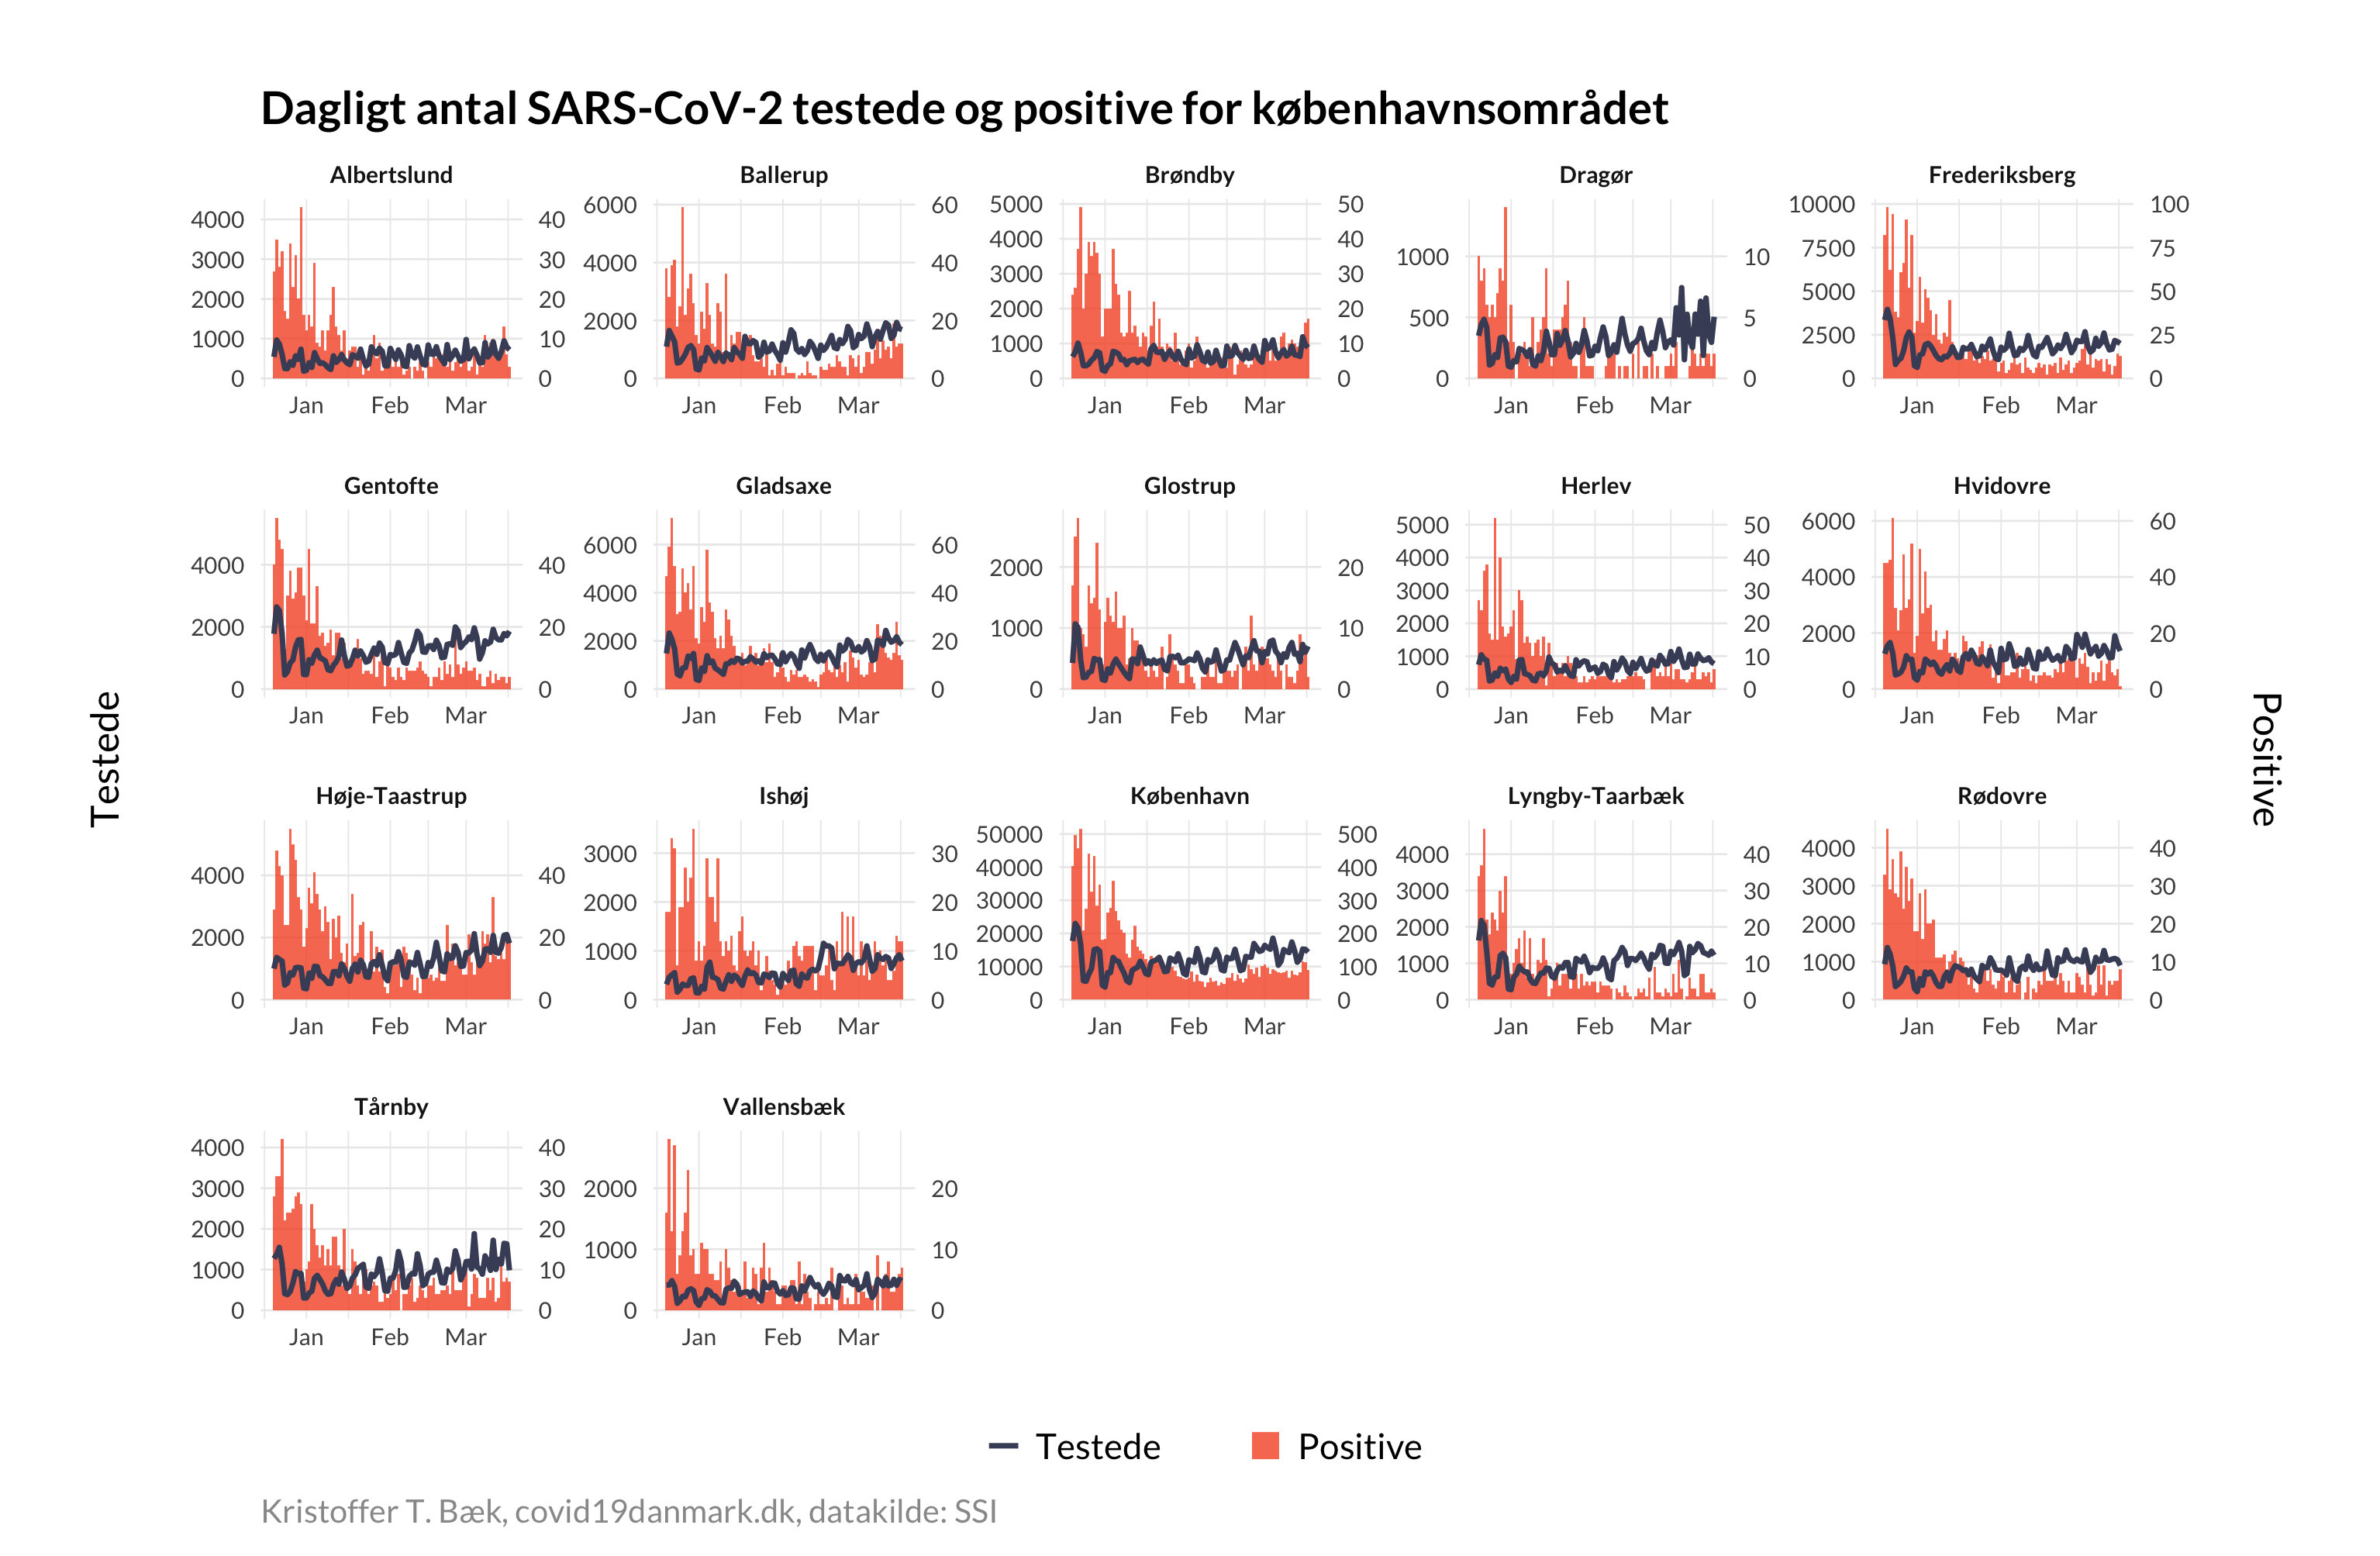 Dagligt antal SARS-CoV-2 testede og positive for københavnsområdet
Albertslund
Ballerup
Brøndby
Dragør
Frederiksberg
4000 3000 2000 1000 0
40 30 20 10 0
6000 4000 2000 0
60 40 20 0
5000 4000 3000 2000 1000 0
50 40 30 20 10 0
1000 500 0
10 5 0
10000 7500 5000 2500 0
100 75 50 25 0
Jan Feb Mar
Jan Feb Mar
Jan Feb Mar
Jan Feb Mar
Jan Feb Mar
Gentofte
Gladsaxe
Glostrup
Herlev
Hvidovre
4000 2000 0
40 20 0
6000 4000 2000 0
60 40 20 0
2000 1000 0
20 10 0
5000 4000 3000 2000 1000 0
50 40 30 20 10 0
6000 4000 2000 0
60 40 20 0
Jan Feb Mar
Jan Feb Mar
Jan Feb Mar
Jan Feb Mar
Jan Feb Mar
Testede
Positive
Høje-Taastrup
Ishøj
København
Lyngby-Taarbæk
Rødovre
4000 2000 0
40 20 0
3000 2000 1000 0
30 20 10 0
50000 40000 30000 20000 10000 0
500 400 300 200 100 0
4000 3000 2000 1000 0
40 30 20 10 0
4000 3000 2000 1000 0
40 30 20 10 0
Jan Feb Mar
Jan Feb Mar
Jan Feb Mar
Jan Feb Mar
Jan Feb Mar
Tårnby
Vallensbæk
4000 3000 2000 1000 0
40 30 20 10 0
2000 1000 0
20 10 0
Jan Feb Mar
Jan Feb Mar
Testede
Positive
Kristoffer T. Bæk, covid19danmark.dk, datakilde: SSI